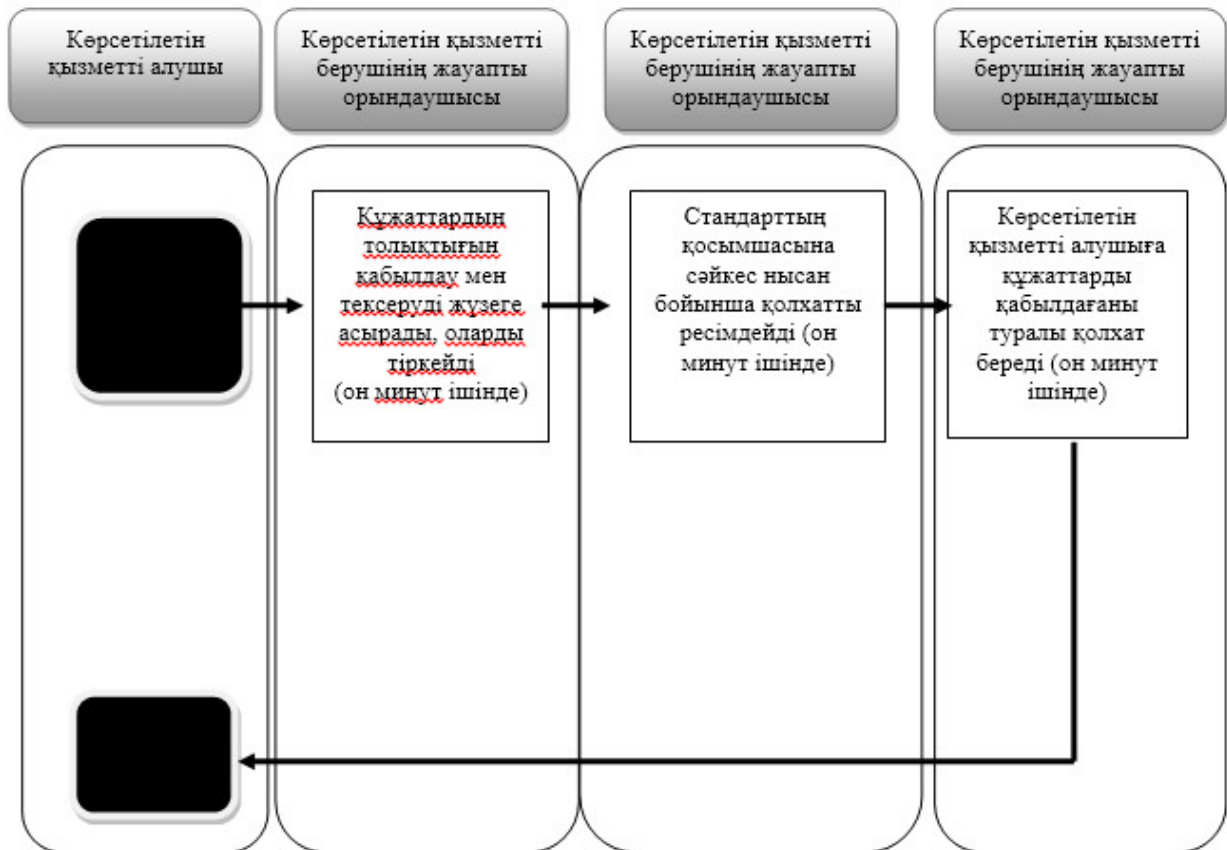 Көрсетілетін
қызметті алушы
Көрсетілетін қызметті
берушінің жауапты
орындаушысы
Көрсетілетін қызметті
берушінің жауапты
орындаушысы
Көрсетілетін қызметті
берушінің жауапты
орындаушысы
Құжаттардың
толықтығын
қабылдау мен
тексеруді жүзеге
асырады, оларды
тіркейді
(он минут ішінде)
Стандарттың
қосымшасына
сәйкес нысан
бойынша қолхатты
ресімдейді (он
минут ішінде)
Көрсетілетін
қызметті алушыға
құжаттарды
қабылдағаны
туралы қолхат
береді (он минут
ішінде)